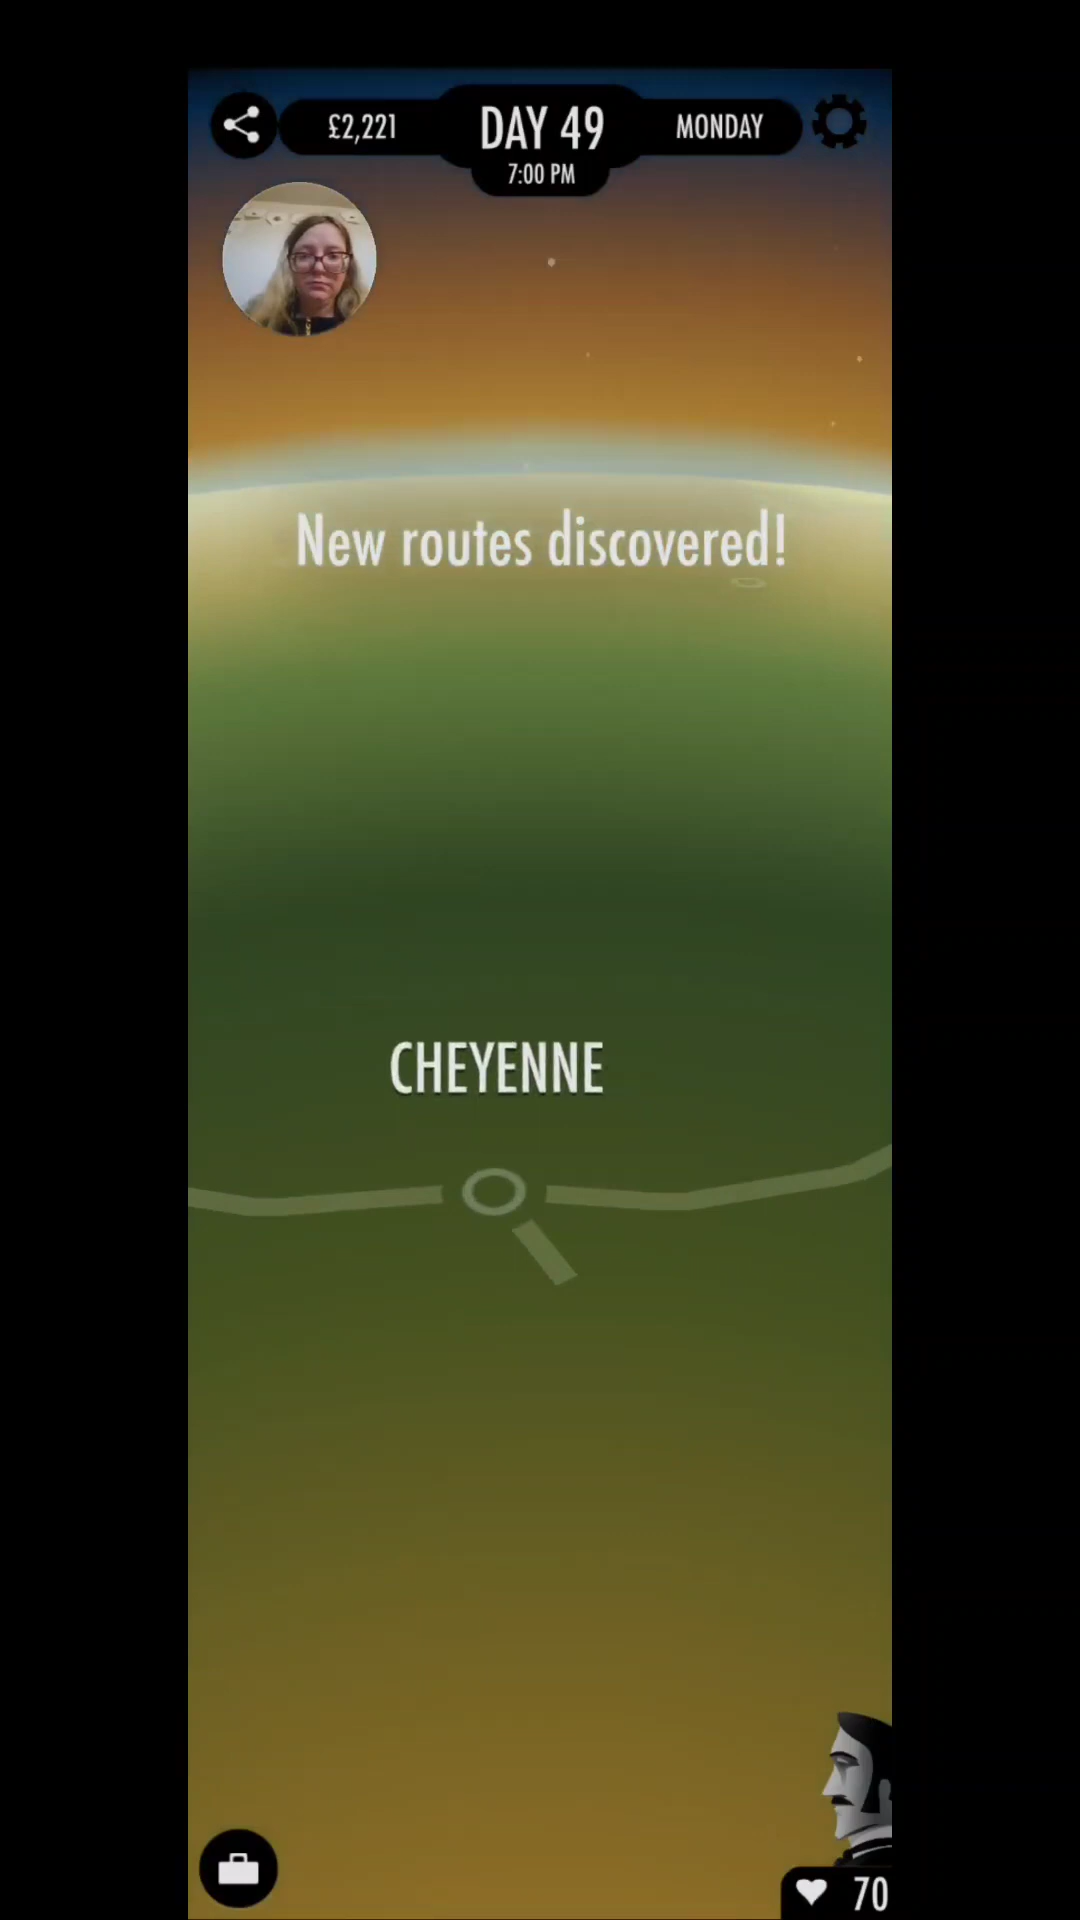 £2,221
DAY 49
MONDAY
7:00 PM
New routes discovered!
CHEYENNE
70